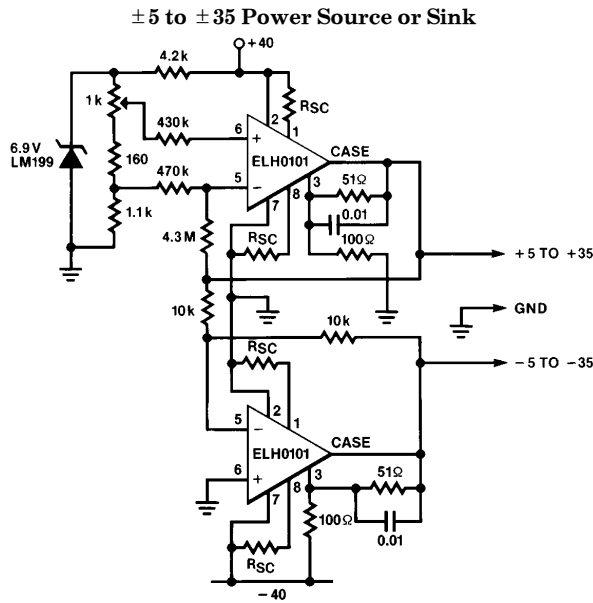 ±5 to ±35 Power Source or Sink
+40
4.2k
1k
RSC
2
1
430k
6
+
CASE
6.9V
LM199
160
ELH0101
470k
5
−
3
51Ω
8
7
1.1k
0.01
4.3M
RSC
100Ω
+5 TO +35
10k
GND
10k
RSC
−5 TO −35
2
1
5
−
CASE
ELH0101
6
+
3
51Ω
8
7
100Ω
0.01
RSC
−40